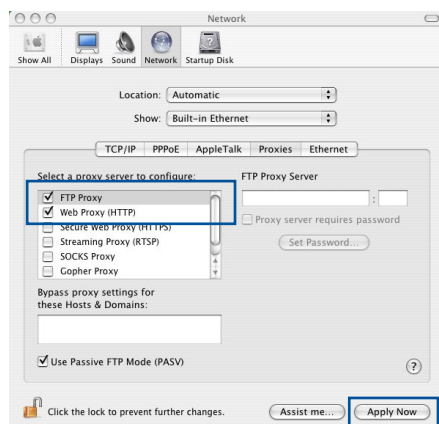 Network
Show All Displays Sound Network Startup Disk
Location: Automatic
Show: Built-in Ethernet
TCP/IP PPPoE AppleTalk Proxies Ethernet
Select a proxy server to configure: FTP Proxy Server
FTP Proxy
Web Proxy (HTTP) :
Secure Web Proxy (HTTPS) Proxy server requires password
Streaming Proxy (RTSP) Set Password...
SOCKS Proxy
Gopher Proxy
Bypass proxy settings for
these Hosts & Domains:
Use Passive FTP Mode (PASV) ?
Click the lock to prevent further changes. Assist me... Apply Now